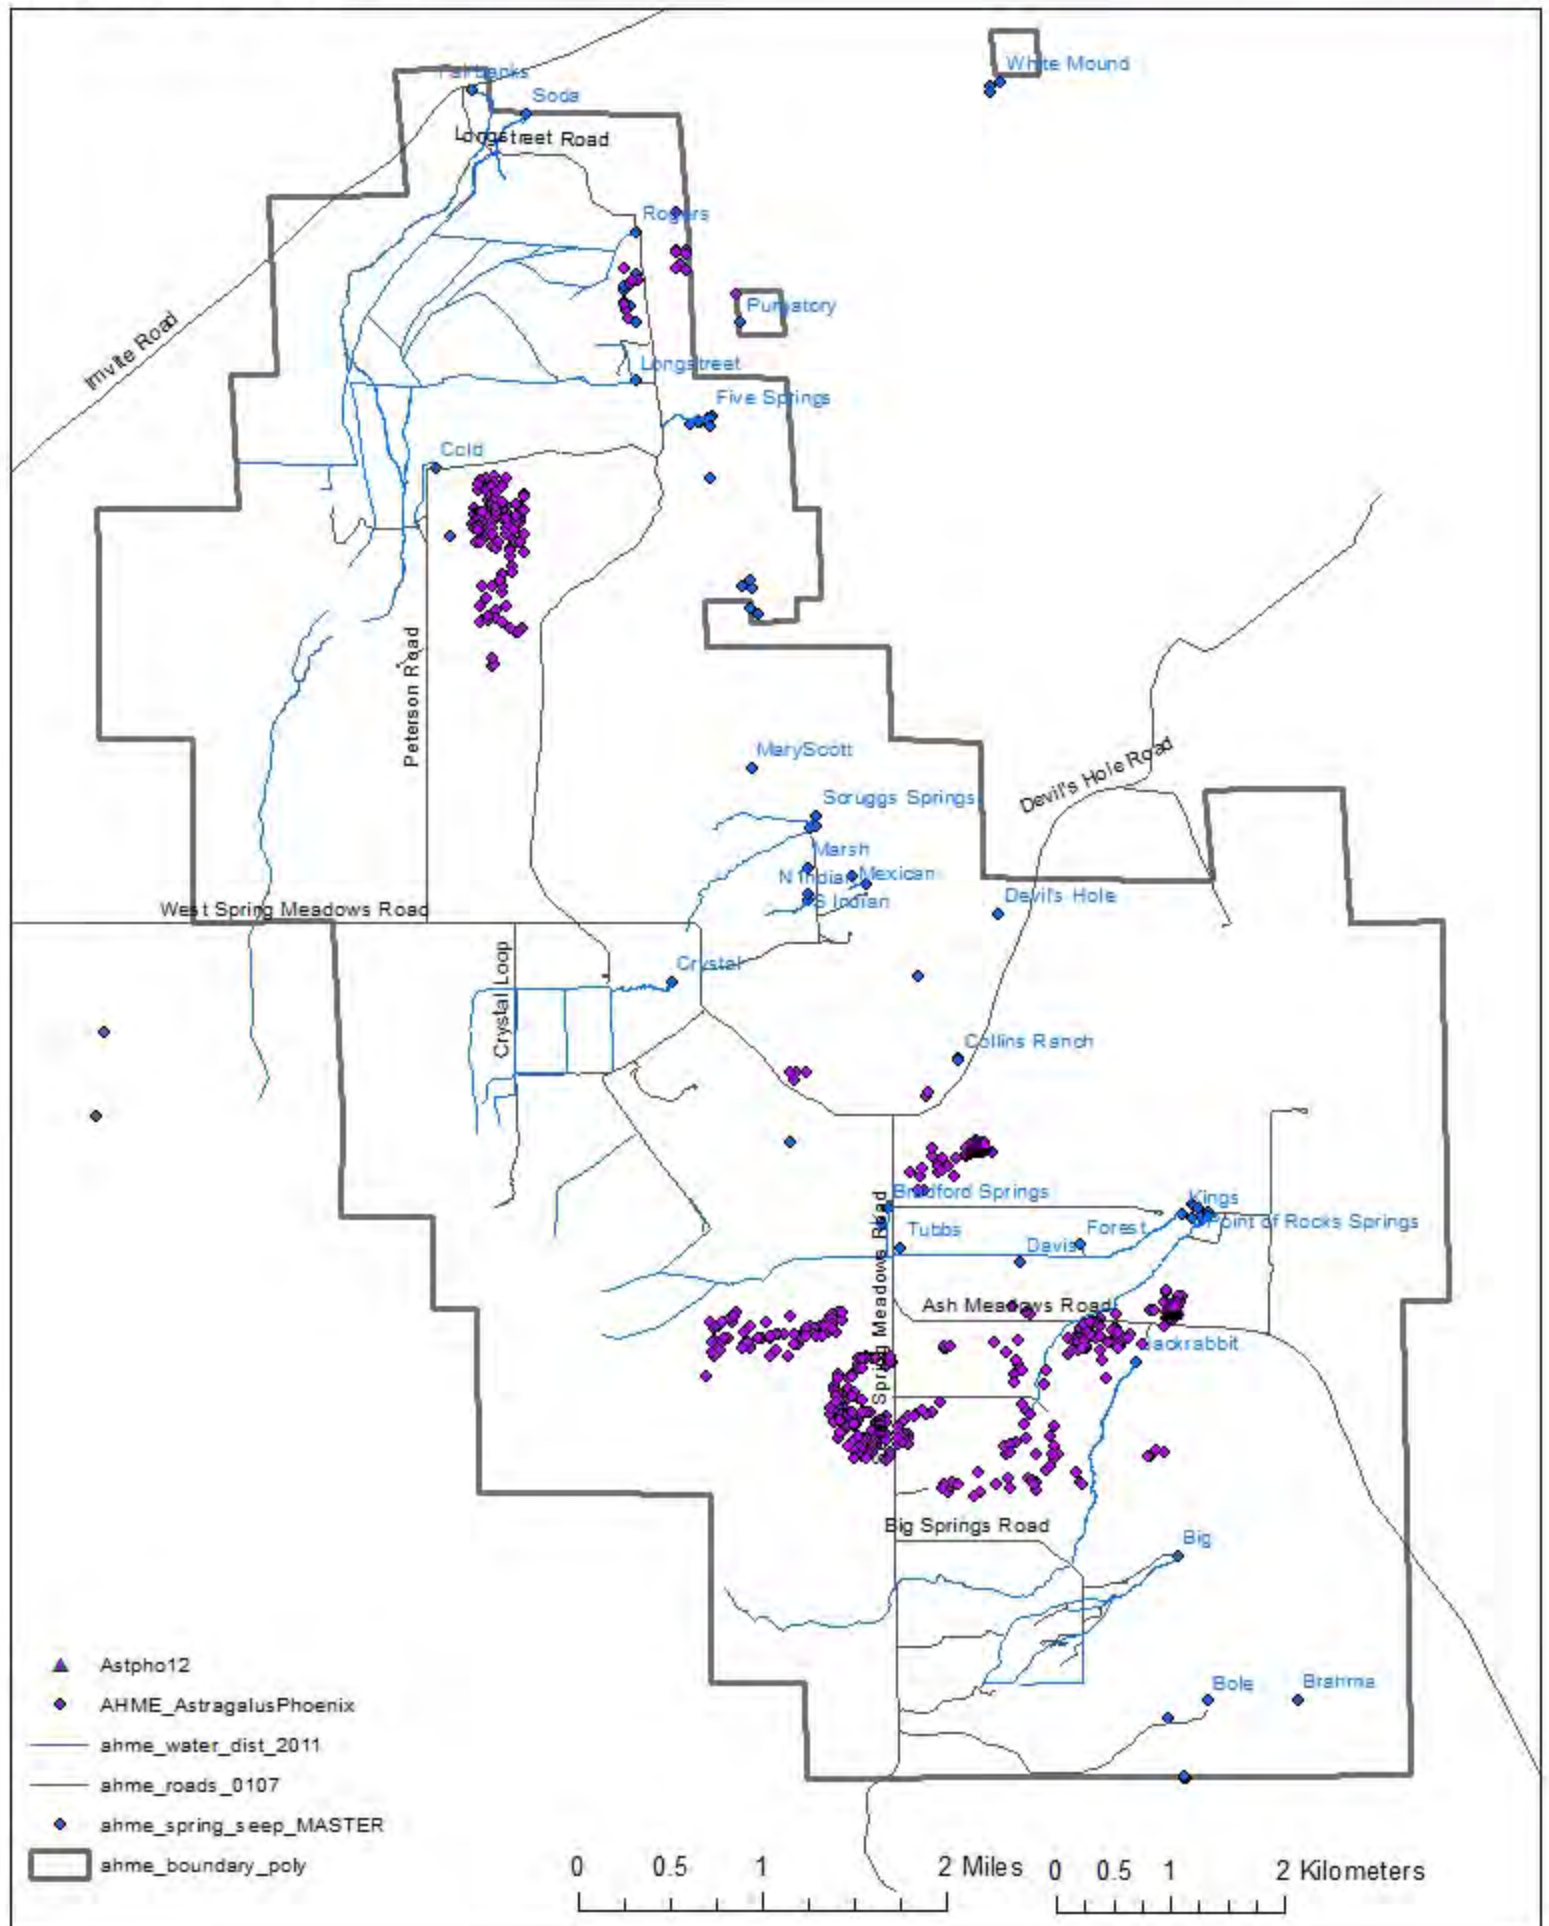 White Mound
Fairbanks
Soda
Longstreet Road
Rogers
Purgatory
Amvite Road
Longstreet
Five Springs
Cold
Peterson Road
MaryScott
Devil's Hole Road
Scruggs Springs
Marsh
N Indian
Mexican
S Indian
Devil's Hole
West Spring Meadows Road
Crystal
Crystal Loop
Collins Ranch
Bradford Springs
Kings
Point of Rocks Springs
Tubbs
Forest
Davis
Spring Meadows Road
Ash Meadows Road
Jackrabbit
Big Springs Road
Big
Bole
Brahma
Astpho12
AHME_AstragalusPhoenix
ahme_water_dist_2011
ahme_roads_0107
ahme_spring_seep_MASTER
ahme_boundary_poly
0 0.5 1 2 Miles
0 0.5 1 2 Kilometers